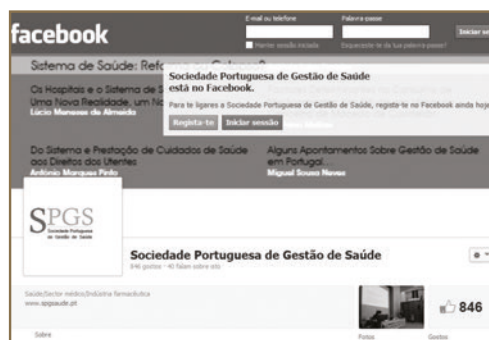 facebook
E-mail ou telefone
Palavra-passe
Iniciar se
Manter sessão iniciada
Esqueceste-te da tua palavra-passe?
Sistema de Saúde: Reforma ou Colapso?
Sociedade Portuguesa de Gestão de Saúde
está no Facebook.
Para te ligares a Sociedade Portuguesa de Gestão de Saúde, regista-te no Facebook ainda hoje
Regista-te
Iniciar sessão
Os Hospitais e o Sistema de S
Uma Nova Realidade, um No
Lúcio Meneses de Almeida
Do Sistema e Prestação de Cuidados de Saúde
aos Direitos dos Utentes
António Marques Pinto
Alguns Apontamentos Sobre Gestão de Saúde
em Portugal...
Miguel Sousa Neves
SPGS
Sociedade Portuguesa
de Gestão de Saúde
Sociedade Portuguesa de Gestão de Saúde
846 gostos · 40 falam sobre isto
Saúde/Sector médico/Indústria farmacêutica
www.spgsaude.pt
846
Sobre
Fotos
Gostos